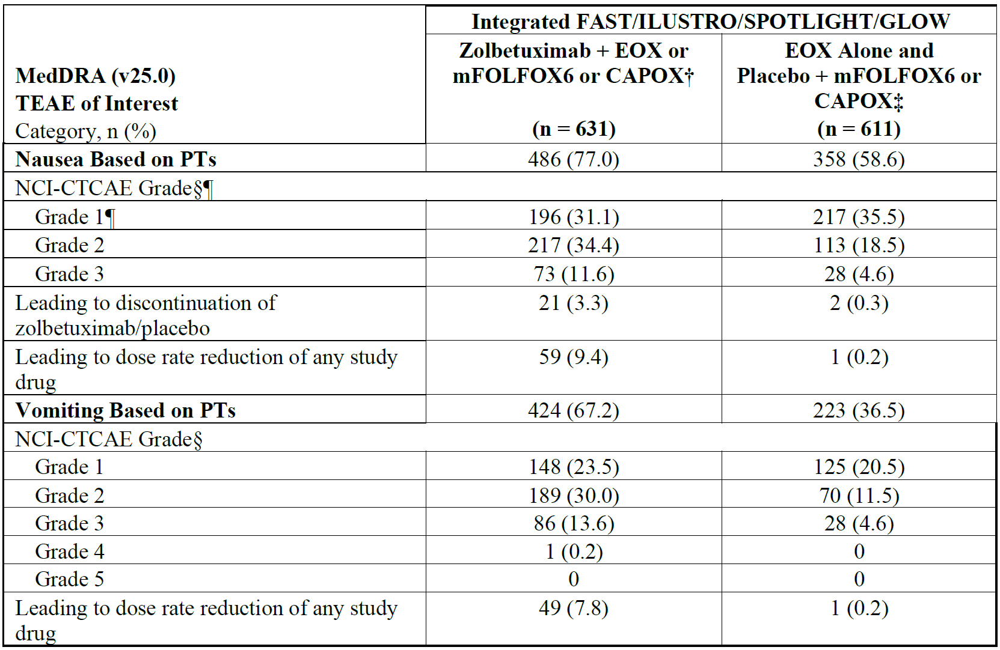 Integrated FAST/ILUSTRO/SPOTLIGHT/GLOW
MedDRA (v25.0)
TEAE of Interest
Category, n (%)
Zolbetuximab + EOX or
mFOLFOX6 or CAPOX†
(n = 631)
EOX Alone and
Placebo + mFOLFOX6 or
CAPOX‡
(n = 611)
Nausea Based on PTs 486 (77.0) 358 (58.6)
NCI-CTCAE Grade§¶
Grade 1¶ 196 (31.1) 217 (35.5)
Grade 2 217 (34.4) 113 (18.5)
Grade 3 73 (11.6) 28 (4.6)
Leading to discontinuation of 21 (3.3) 2 (0.3)
zolbetuximab/placebo
Leading to dose rate reduction of any study 59 (9.4) 1 (0.2)
drug
Vomiting Based on PTs 424 (67.2) 223 (36.5)
NCI-CTCAE Grade§
Grade 1 148 (23.5) 125 (20.5)
Grade 2 189 (30.0) 70 (11.5)
Grade 3 86 (13.6) 28 (4.6)
Grade 4 1 (0.2) 0
Grade 5 0 0
Leading to dose rate reduction of any study 49 (7.8) 1 (0.2)
drug